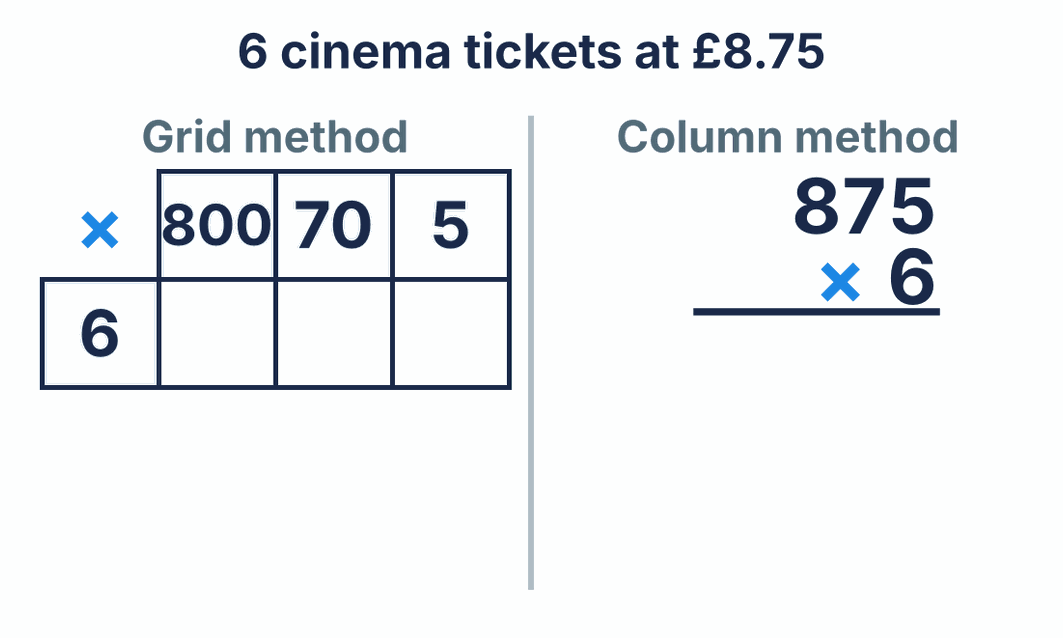 6 cinema tickets at £8.75
Grid method
× 800 70 5
6
Column method
875
× 6